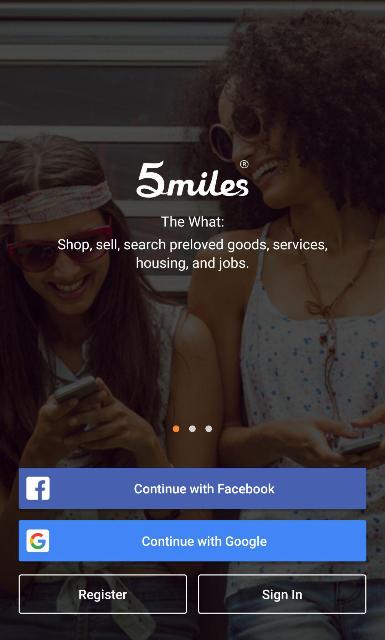 5miles®
The What:
Shop, sell, search preloved goods, services,
housing, and jobs.
Continue with Facebook
Continue with Google
Register
Sign In